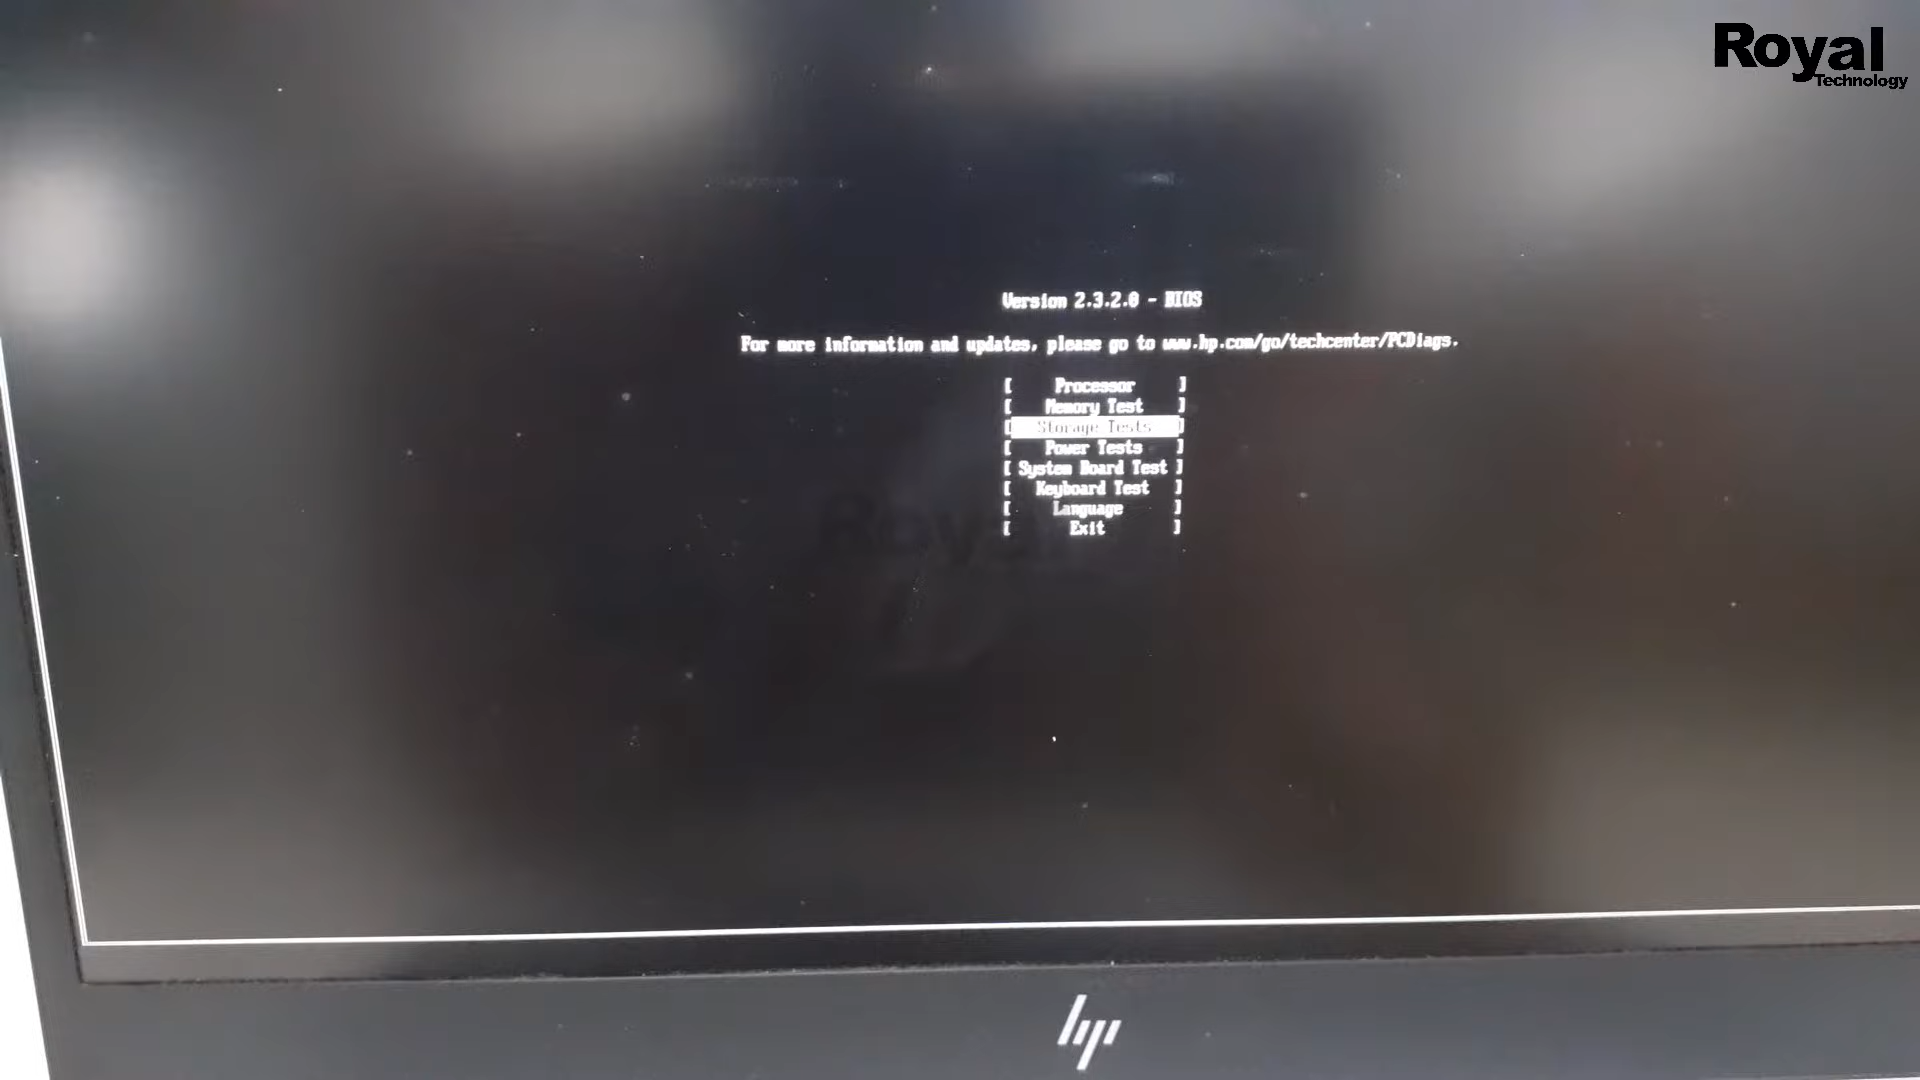 Royal
Technology
Version 2.3.2.0 - BIOS
For more information and updates, please go to www.hp.com/go/techcenter/PCDiags.
[ Processor ]
[ Memory Test ]
[ Storage Tests ]
[ Power Tests ]
[ System Board Test ]
[ Keyboard Test ]
[ Language ]
[ Exit ]
Royal
hp